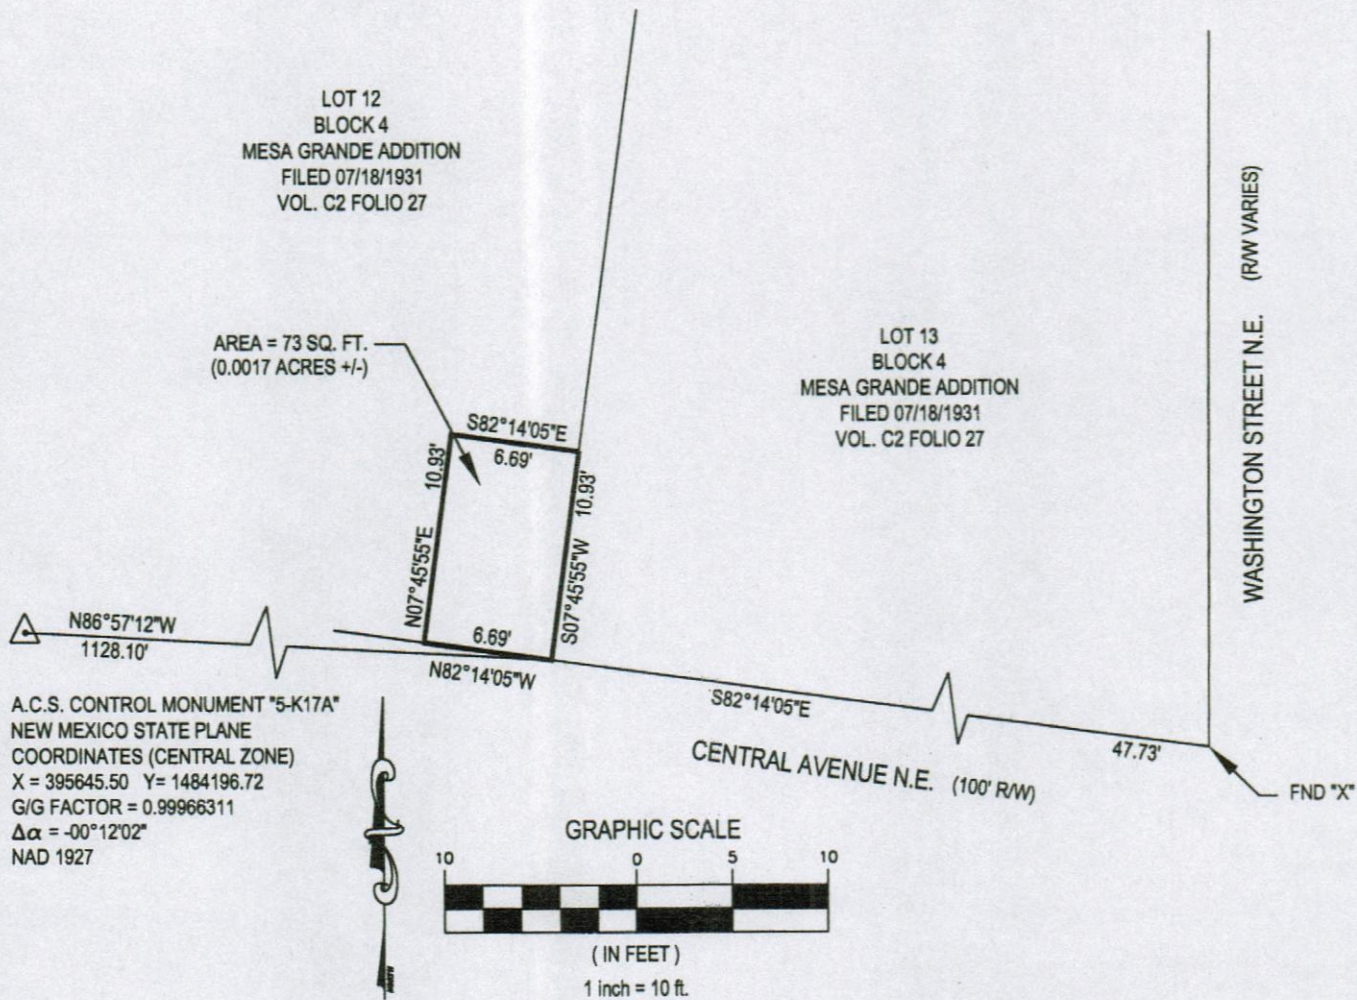 LOT 12
BLOCK 4
MESA GRANDE ADDITION
FILED 07/18/1931
VOL. C2 FOLIO 27
AREA = 73 SQ. FT.
(0.0017 ACRES +/-)
LOT 13
BLOCK 4
MESA GRANDE ADDITION
FILED 07/18/1931
VOL. C2 FOLIO 27
WASHINGTON STREET N.E. (R/W VARIES)
S82°14'05"E
6.69'
10.93'
N07°45'55"E
10.93'
S07°45'55"W
6.69'
N82°14'05"W
N86°57'12"W
1128.10'
S82°14'05"E
47.73'
CENTRAL AVENUE N.E. (100' R/W)
FND "X"
A.C.S. CONTROL MONUMENT "5-K17A"
NEW MEXICO STATE PLANE
COORDINATES (CENTRAL ZONE)
X = 395645.50 Y= 1484196.72
G/G FACTOR = 0.99966311
Δα = -00°12'02"
NAD 1927
GRAPHIC SCALE
10 0 5 10
( IN FEET )
1 inch = 10 ft.